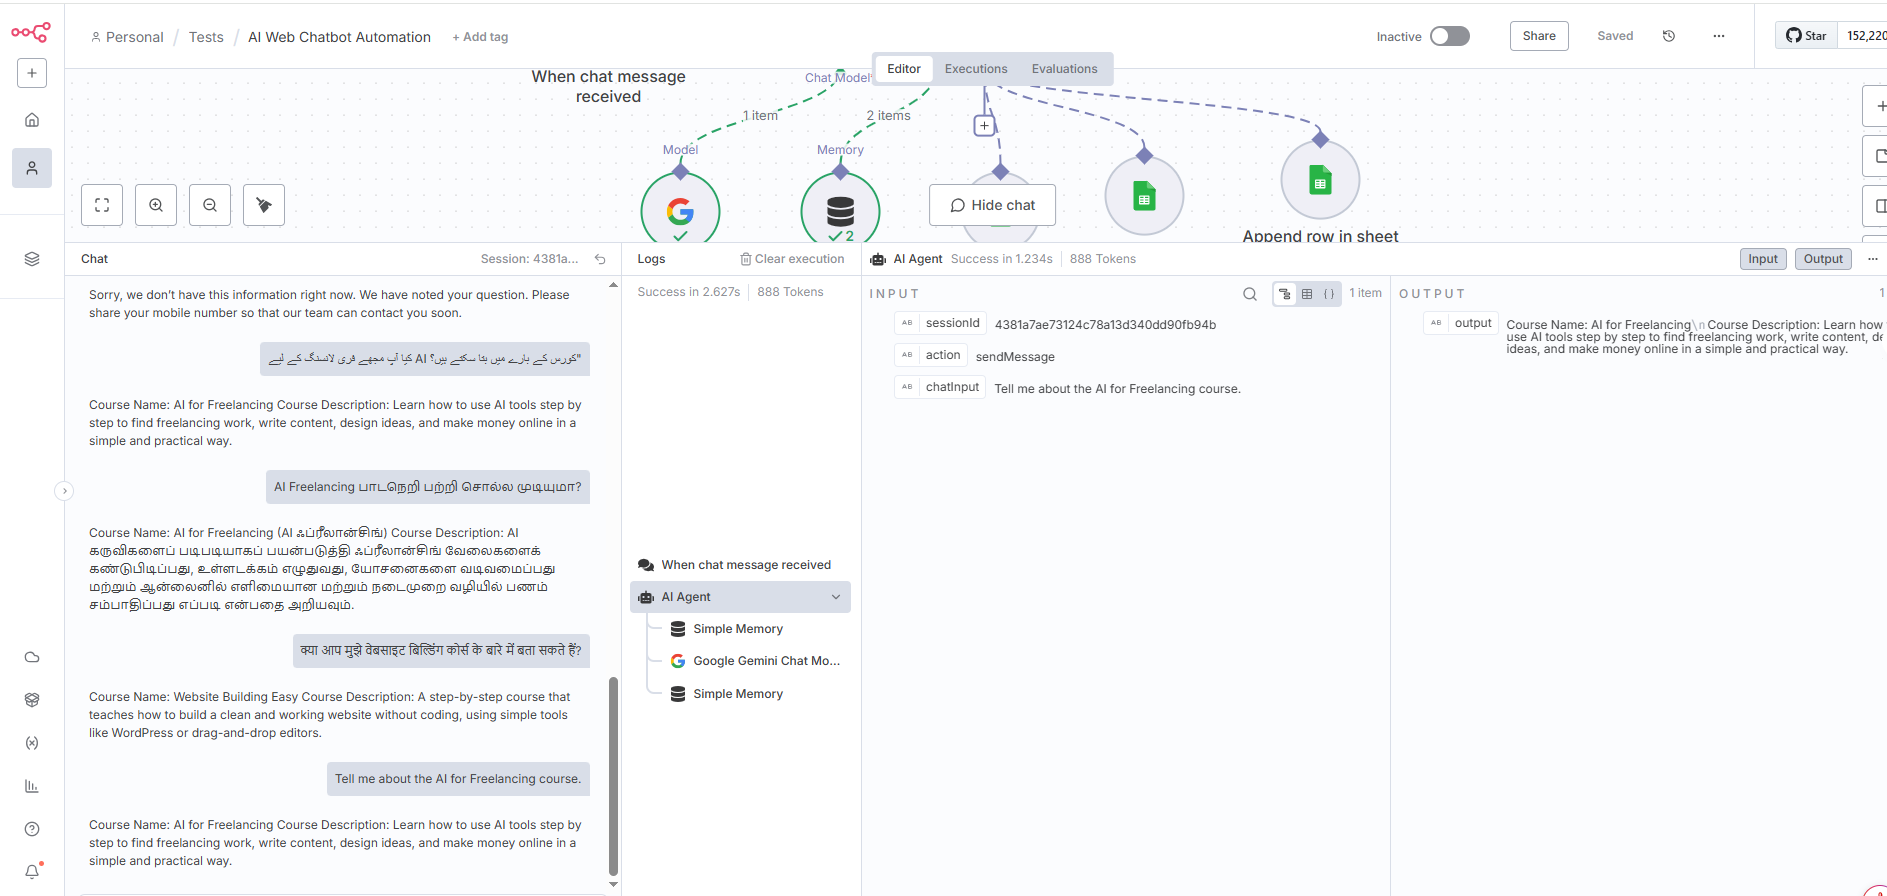 Personal / Tests / AI Web Chatbot Automation + Add tag
Inactive
Share
Saved
Star
152,220
Editor Executions Evaluations
When chat message
received
Chat Model
1 item
2 items
Model
Memory
2
Hide chat
Append row in sheet
Chat
Session: 4381a...
Sorry, we don't have this information right now. We have noted your question. Please
share your mobile number so that our team can contact you soon.
"کورس کے بارے میں بتا سکتے ہیں؟ AI کیا آپ مجھے فری لانسنگ کے لیے
Course Name: AI for Freelancing Course Description: Learn how to use AI tools step by
step to find freelancing work, write content, design ideas, and make money online in a
simple and practical way.
AI Freelancing பாடநெறி பற்றி சொல்ல முடியுமா?
Course Name: AI for Freelancing (AI ஃப்ரீலான்சிங்) Course Description: AI
கருவிகளைப் படிபடியாகப் பயன்படுத்தி ஃப்ரீலான்சிங் வேலைகளைக்
கண்டுபிடிப்பது, உள்ளடக்கம் எழுதுவது, யோசனைகளை வடிவமைப்பது
மற்றும் ஆன்லைனில் எளிமையான மற்றும் நடைமுறை வழியில் பணம்
சம்பாதிப்பது எப்படி என்பதை அறியவும்.
क्या आप मुझे वेबसाइट बिल्डिंग कोर्स के बारे में बता सकते हैं?
Course Name: Website Building Easy Course Description: A step-by-step course that
teaches how to build a clean and working website without coding, using simple tools
like WordPress or drag-and-drop editors.
Tell me about the AI for Freelancing course.
Course Name: AI for Freelancing Course Description: Learn how to use AI tools step by
step to find freelancing work, write content, design ideas, and make money online in a
simple and practical way.
Logs
Clear execution
Success in 2.627s | 888 Tokens
When chat message received
AI Agent
Simple Memory
Google Gemini Chat Mo...
Simple Memory
AI Agent Success in 1.234s | 888 Tokens
Input
Output
INPUT
1 item
AB sessionId 4381a7ae73124c78a13d340dd90fb94b
AB action sendMessage
AB chatInput Tell me about the AI for Freelancing course.
OUTPUT
1
AB output Course Name: AI for Freelancing\n Course Description: Learn how
use AI tools step by step to find freelancing work, write content, de
ideas, and make money online in a simple and practical way.